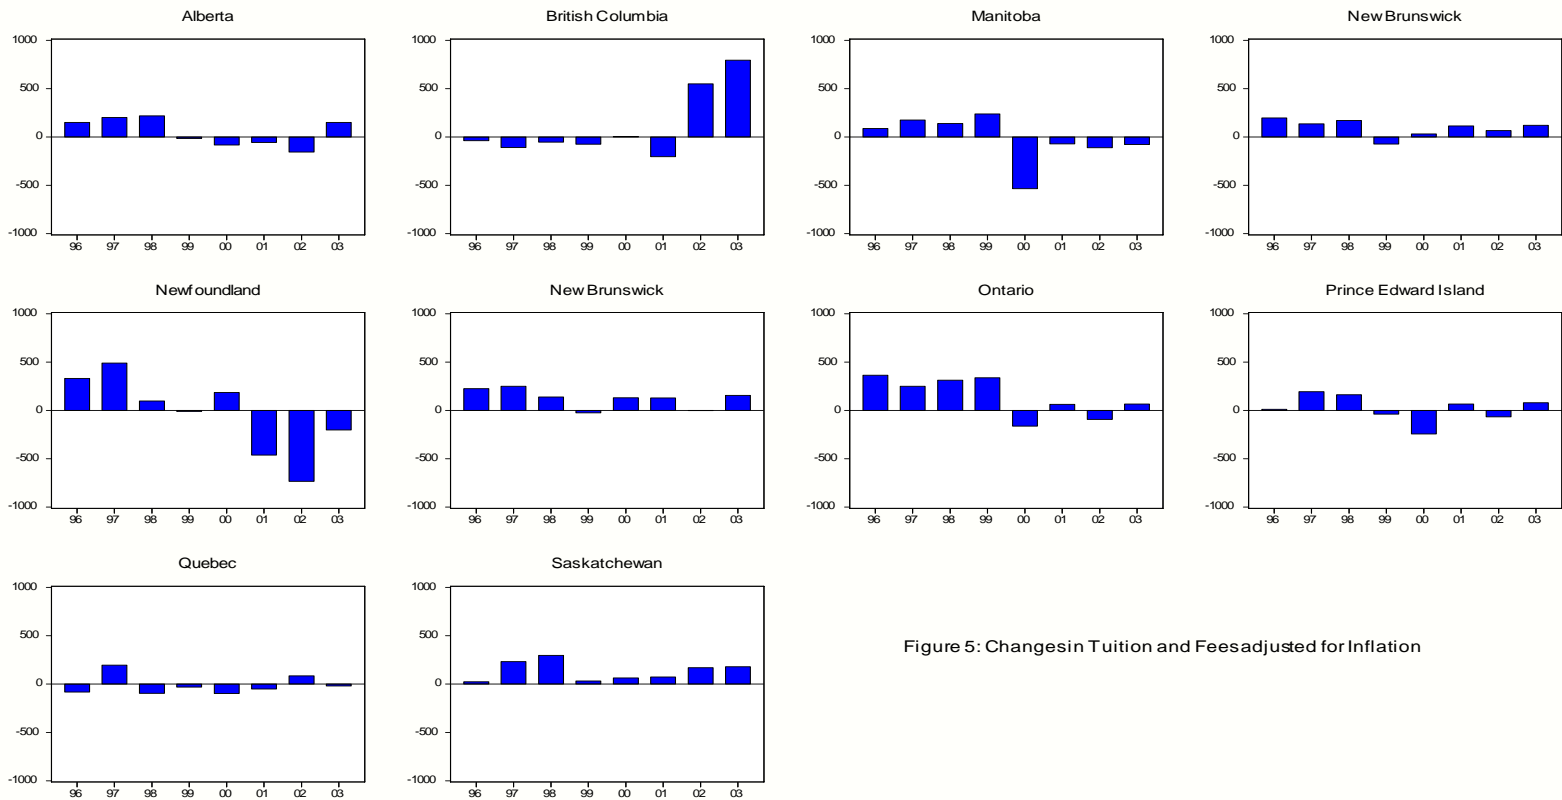 Alberta
1000
500
0
-500
-1000
96 97 98 99 00 01 02 03
British Columbia
1000
500
0
-500
-1000
96 97 98 99 00 01 02 03
Manitoba
1000
500
0
-500
-1000
96 97 98 99 00 01 02 03
New Brunswick
1000
500
0
-500
-1000
96 97 98 99 00 01 02 03
Newfoundland
1000
500
0
-500
-1000
96 97 98 99 00 01 02 03
New Brunswick
1000
500
0
-500
-1000
96 97 98 99 00 01 02 03
Ontario
1000
500
0
-500
-1000
96 97 98 99 00 01 02 03
Prince Edward Island
1000
500
0
-500
-1000
96 97 98 99 00 01 02 03
Quebec
1000
500
0
-500
-1000
96 97 98 99 00 01 02 03
Saskatchewan
1000
500
0
-500
-1000
96 97 98 99 00 01 02 03
Figure 5: Changes in Tuition and Fees adjusted for Inflation